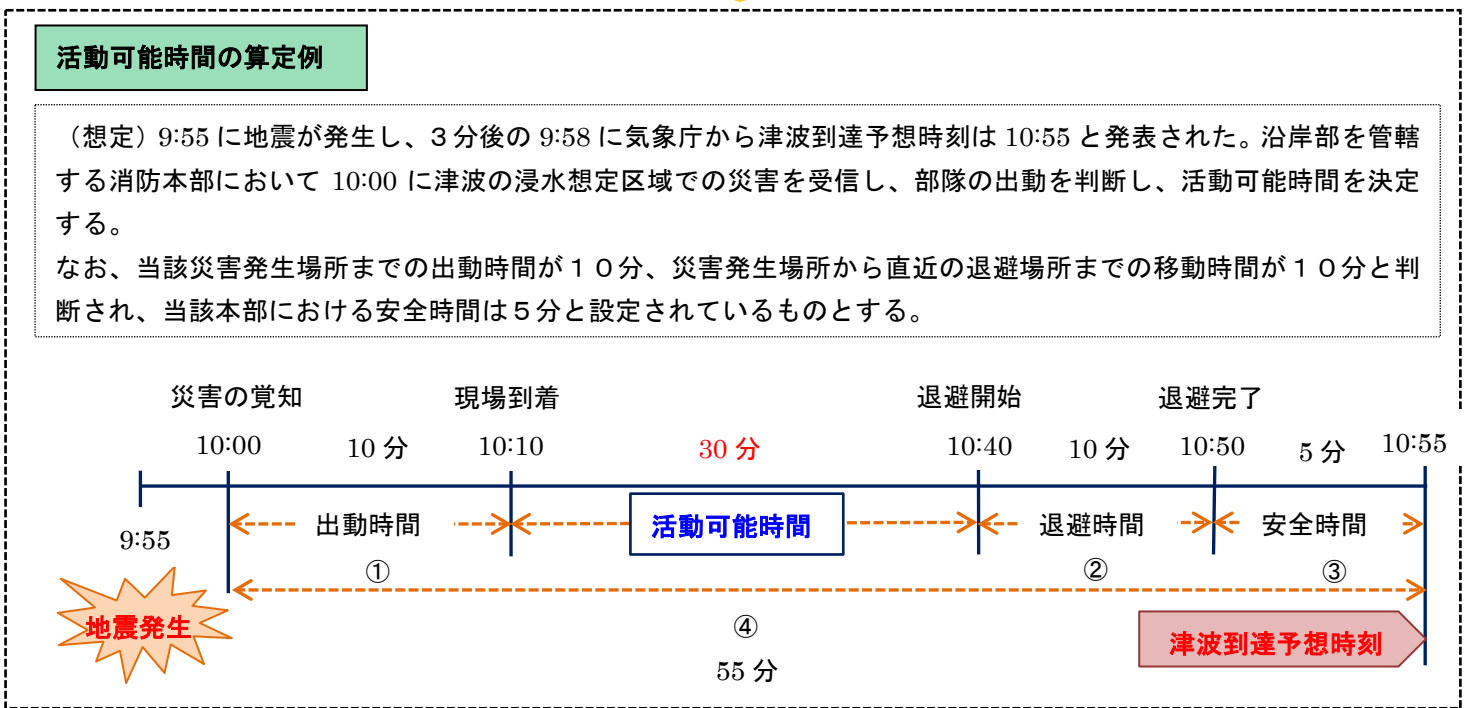 活動可能時間の算定例
（想定）9:55 に地震が発生し、３分後の 9:58 に気象庁から津波到達予想時刻は 10:55 と発表された。沿岸部を管轄
する消防本部において 10:00 に津波の浸水想定区域での災害を受信し、部隊の出動を判断し、活動可能時間を決定
する。
なお、当該災害発生場所までの出動時間が１０分、災害発生場所から直近の退避場所までの移動時間が１０分と判
断され、当該本部における安全時間は５分と設定されているものとする。
災害の覚知 現場到着 退避開始 退避完了
10:00 10 分 10:10 30 分 10:40 10 分 10:50 5 分 10:55
9:55 出動時間 活動可能時間 退避時間 安全時間
① ② ③
地震発生 ④ 津波到達予想時刻
55 分